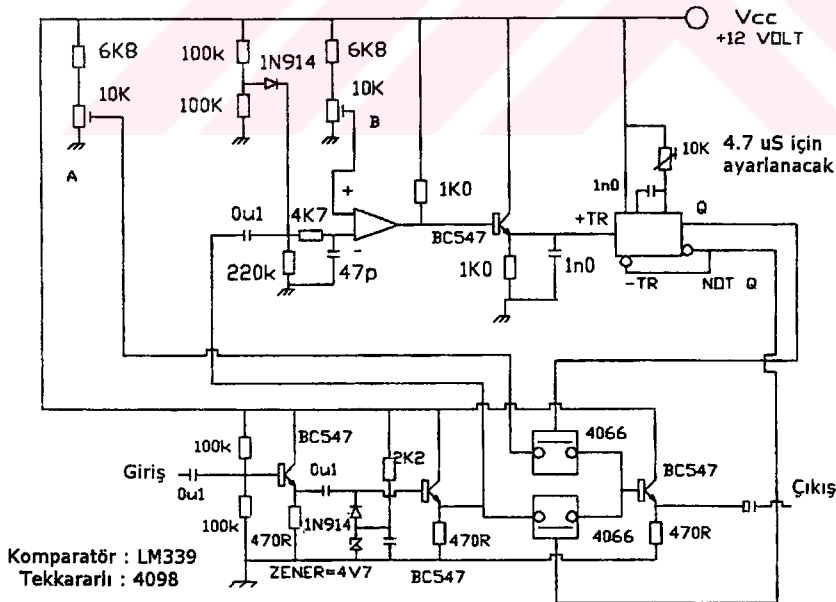 Vcc
+12 VOLT
6K8
100k
1N914
6K8
10K
100K
10K
B
A
10K
4.7 uS için
ayarlanacak
1n0
1K0
+
0u1
4K7
-
+TR
Q
BC547
220k
47p
1K0
1n0
-TR
NOT Q
BC547
2K2
4066
BC547
100k
Giriş
0u1
0u1
Çıkış
100k
470R
1N914
470R
4066
470R
Komparatör : LM339
Tekkararlı : 4098
ZENER=4V7
BC547